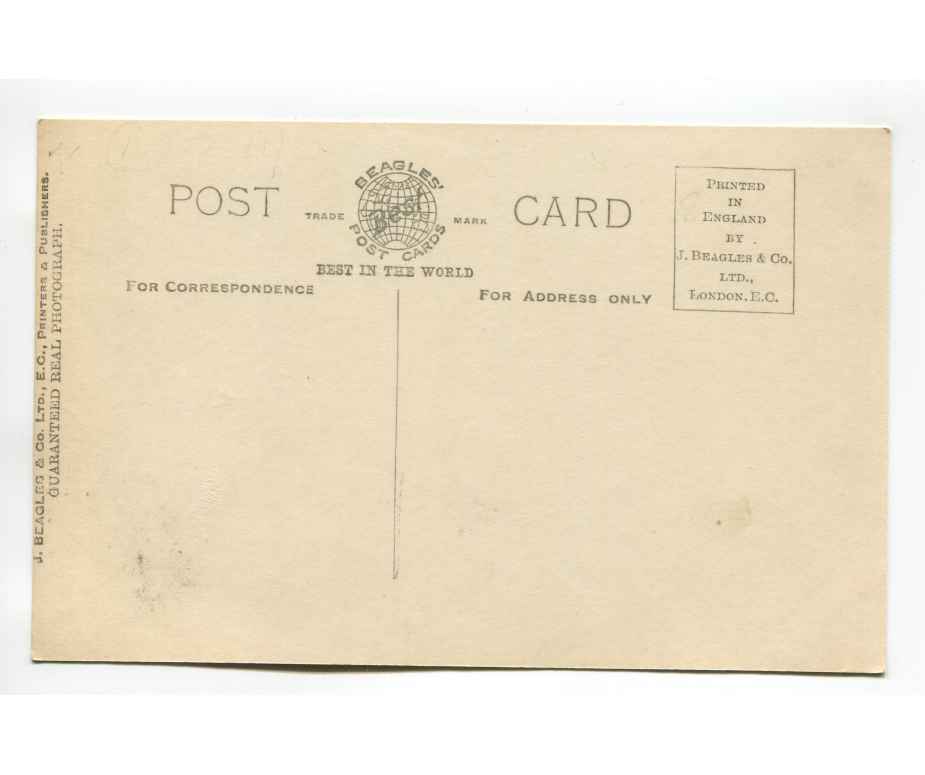 POST CARD
BEAGLES'
Best
POST CARDS
TRADE MARK
BEST IN THE WORLD
FOR CORRESPONDENCE
FOR ADDRESS ONLY
PRINTED
IN
ENGLAND
BY
J. BEAGLES & CO.
LTD.,
LONDON. E.C.
J. BEAGLES & CO. LTD., E.C., PRINTERS & PUBLISHERS.
GUARANTEED REAL PHOTOGRAPH.